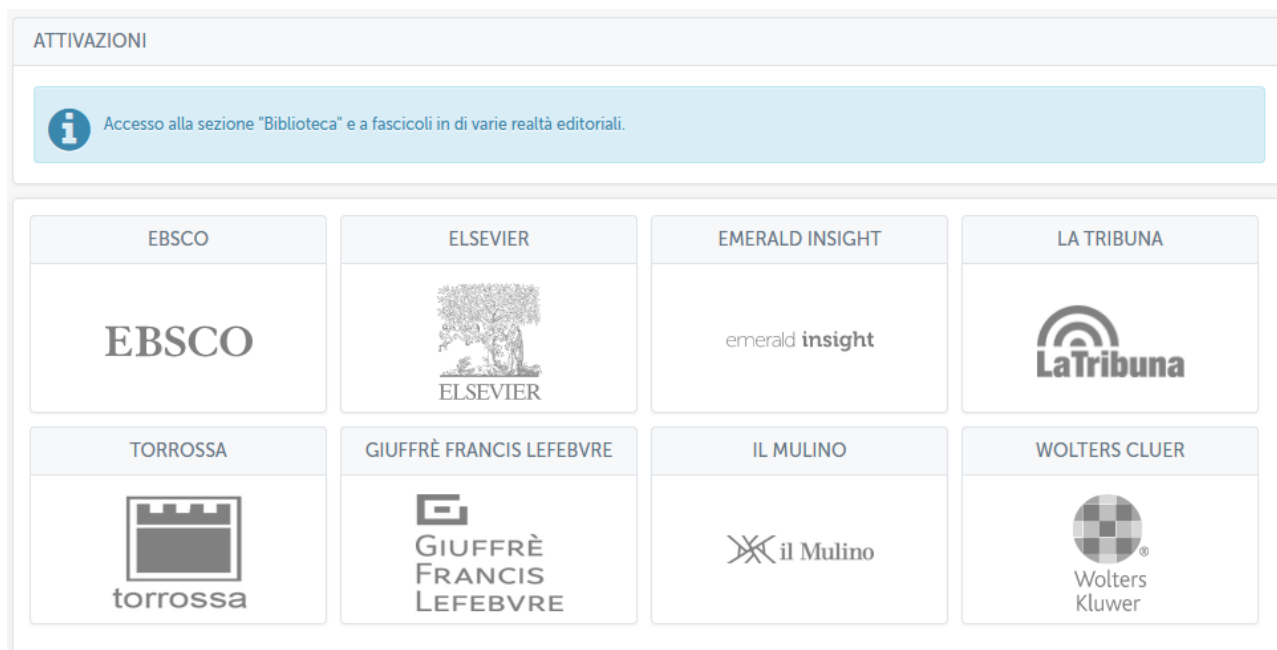 ATTIVAZIONI
Accesso alla sezione "Biblioteca" e a fascicoli in di varie realtà editoriali.
EBSCO
EBSCO
ELSEVIER
ELSEVIER
EMERALD INSIGHT
emerald insight
LA TRIBUNA
LaTribuna
TORROSSA
torrossa
GIUFFRÈ FRANCIS LEFEBVRE
GIUFFRÈ
FRANCIS
LEFEBVRE
IL MULINO
il Mulino
WOLTERS CLUER
Wolters
Kluwer